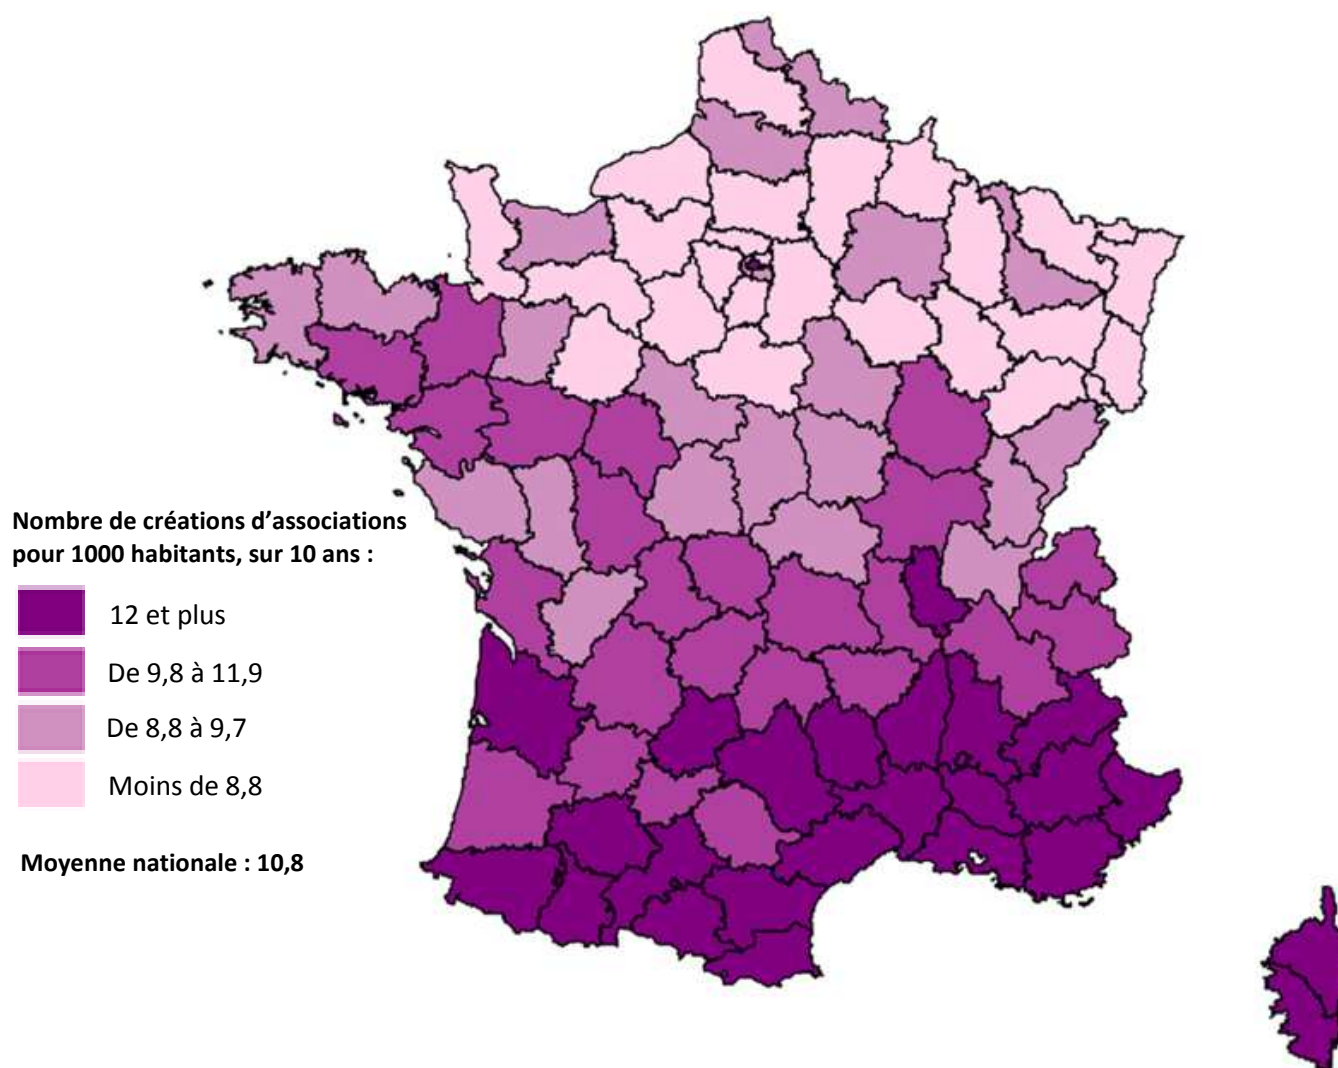 Nombre de créations d’associations
pour 1000 habitants, sur 10 ans :
12 et plus
De 9,8 à 11,9
De 8,8 à 9,7
Moins de 8,8
Moyenne nationale : 10,8